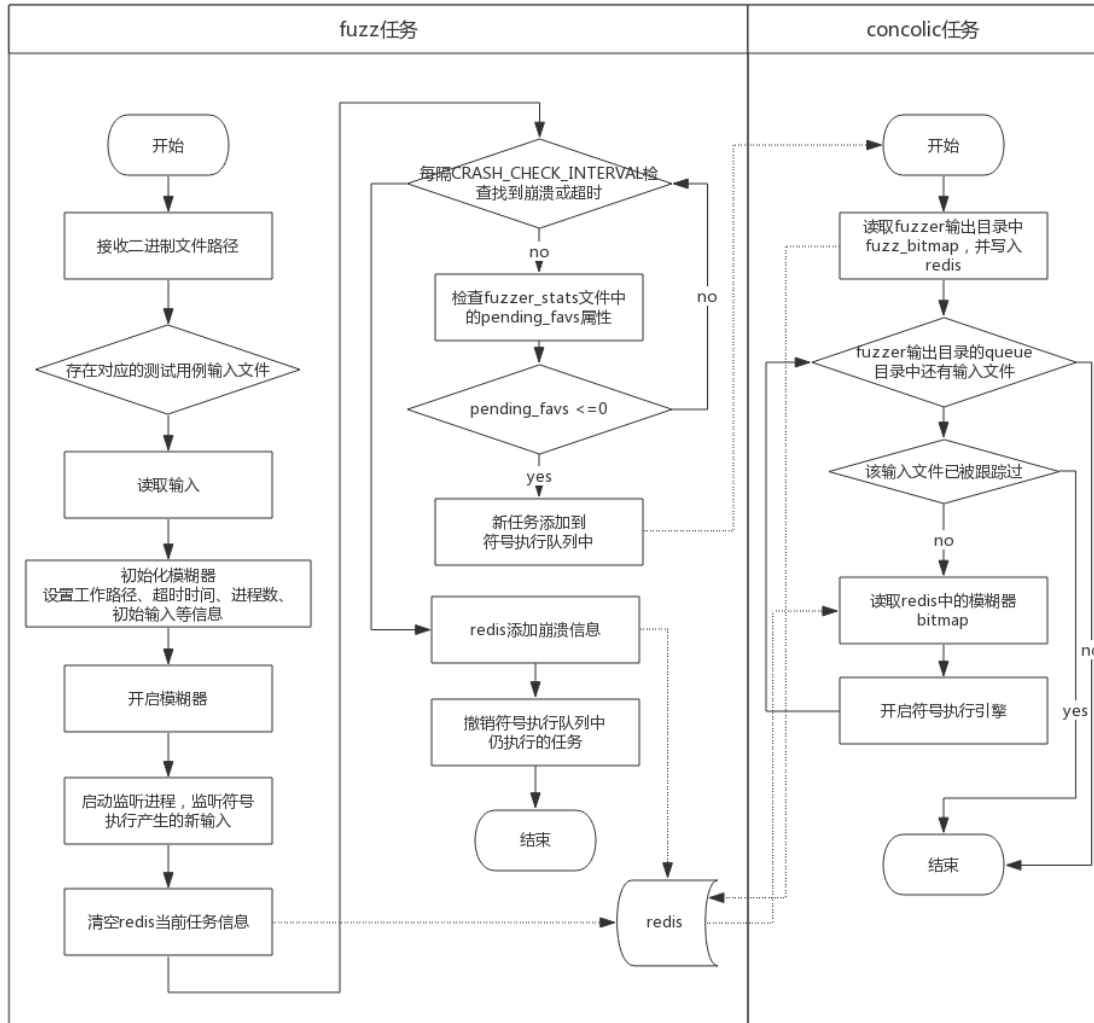 fuzz任务
concolic任务
开始
接收二进制文件路径
存在对应的测试用例输入文件
读取输入
初始化模糊器
设置工作路径、超时时间、进程数、
初始输入等信息
开启模糊器
启动监听进程，监听符号
执行产生的新输入
清空redis当前任务信息
每隔CRASH_CHECK_INTERVAL检
查找到崩溃或超时
no
检查fuzzer_stats文件中
的pending_favs属性
no
pending_favs <=0
yes
新任务添加到
符号执行队列中
redis添加崩溃信息
撤销符号执行队列中
仍执行的任务
结束
redis
开始
读取fuzzer输出目录中
fuzz_bitmap，并写入
redis
fuzzer输出目录的queue
目录中还有输入文件
该输入文件已被跟踪过
no
读取redis中的模糊器
bitmap
no
开启符号执行引擎
yes
结束